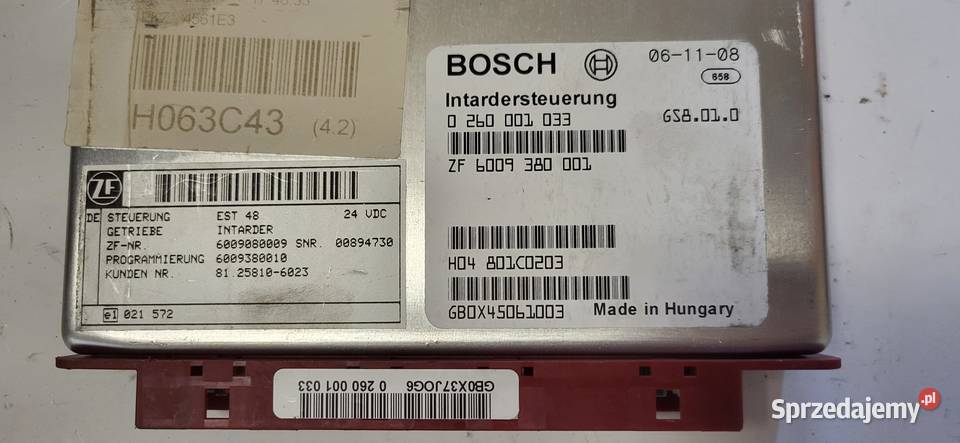 H063C43 (4.2)
BOSCH 06-11-08
658
Intardersteuerung
0 260 001 033 GS8.01.0
ZF 6009 380 001
H04 801C0203
GB0X45061003 Made in Hungary
ZF
DE STEUERUNG EST 48 24 VDC
GETRIEBE INTARDER
ZF-NR. 6009080009 SNR. 00894730
PROGRAMMIERUNG 6009380010
KUNDEN NR. 81.25810-6023
e1 021 572
GB0X37JOG6 0 260 001 033
Sprzedajemy.pl